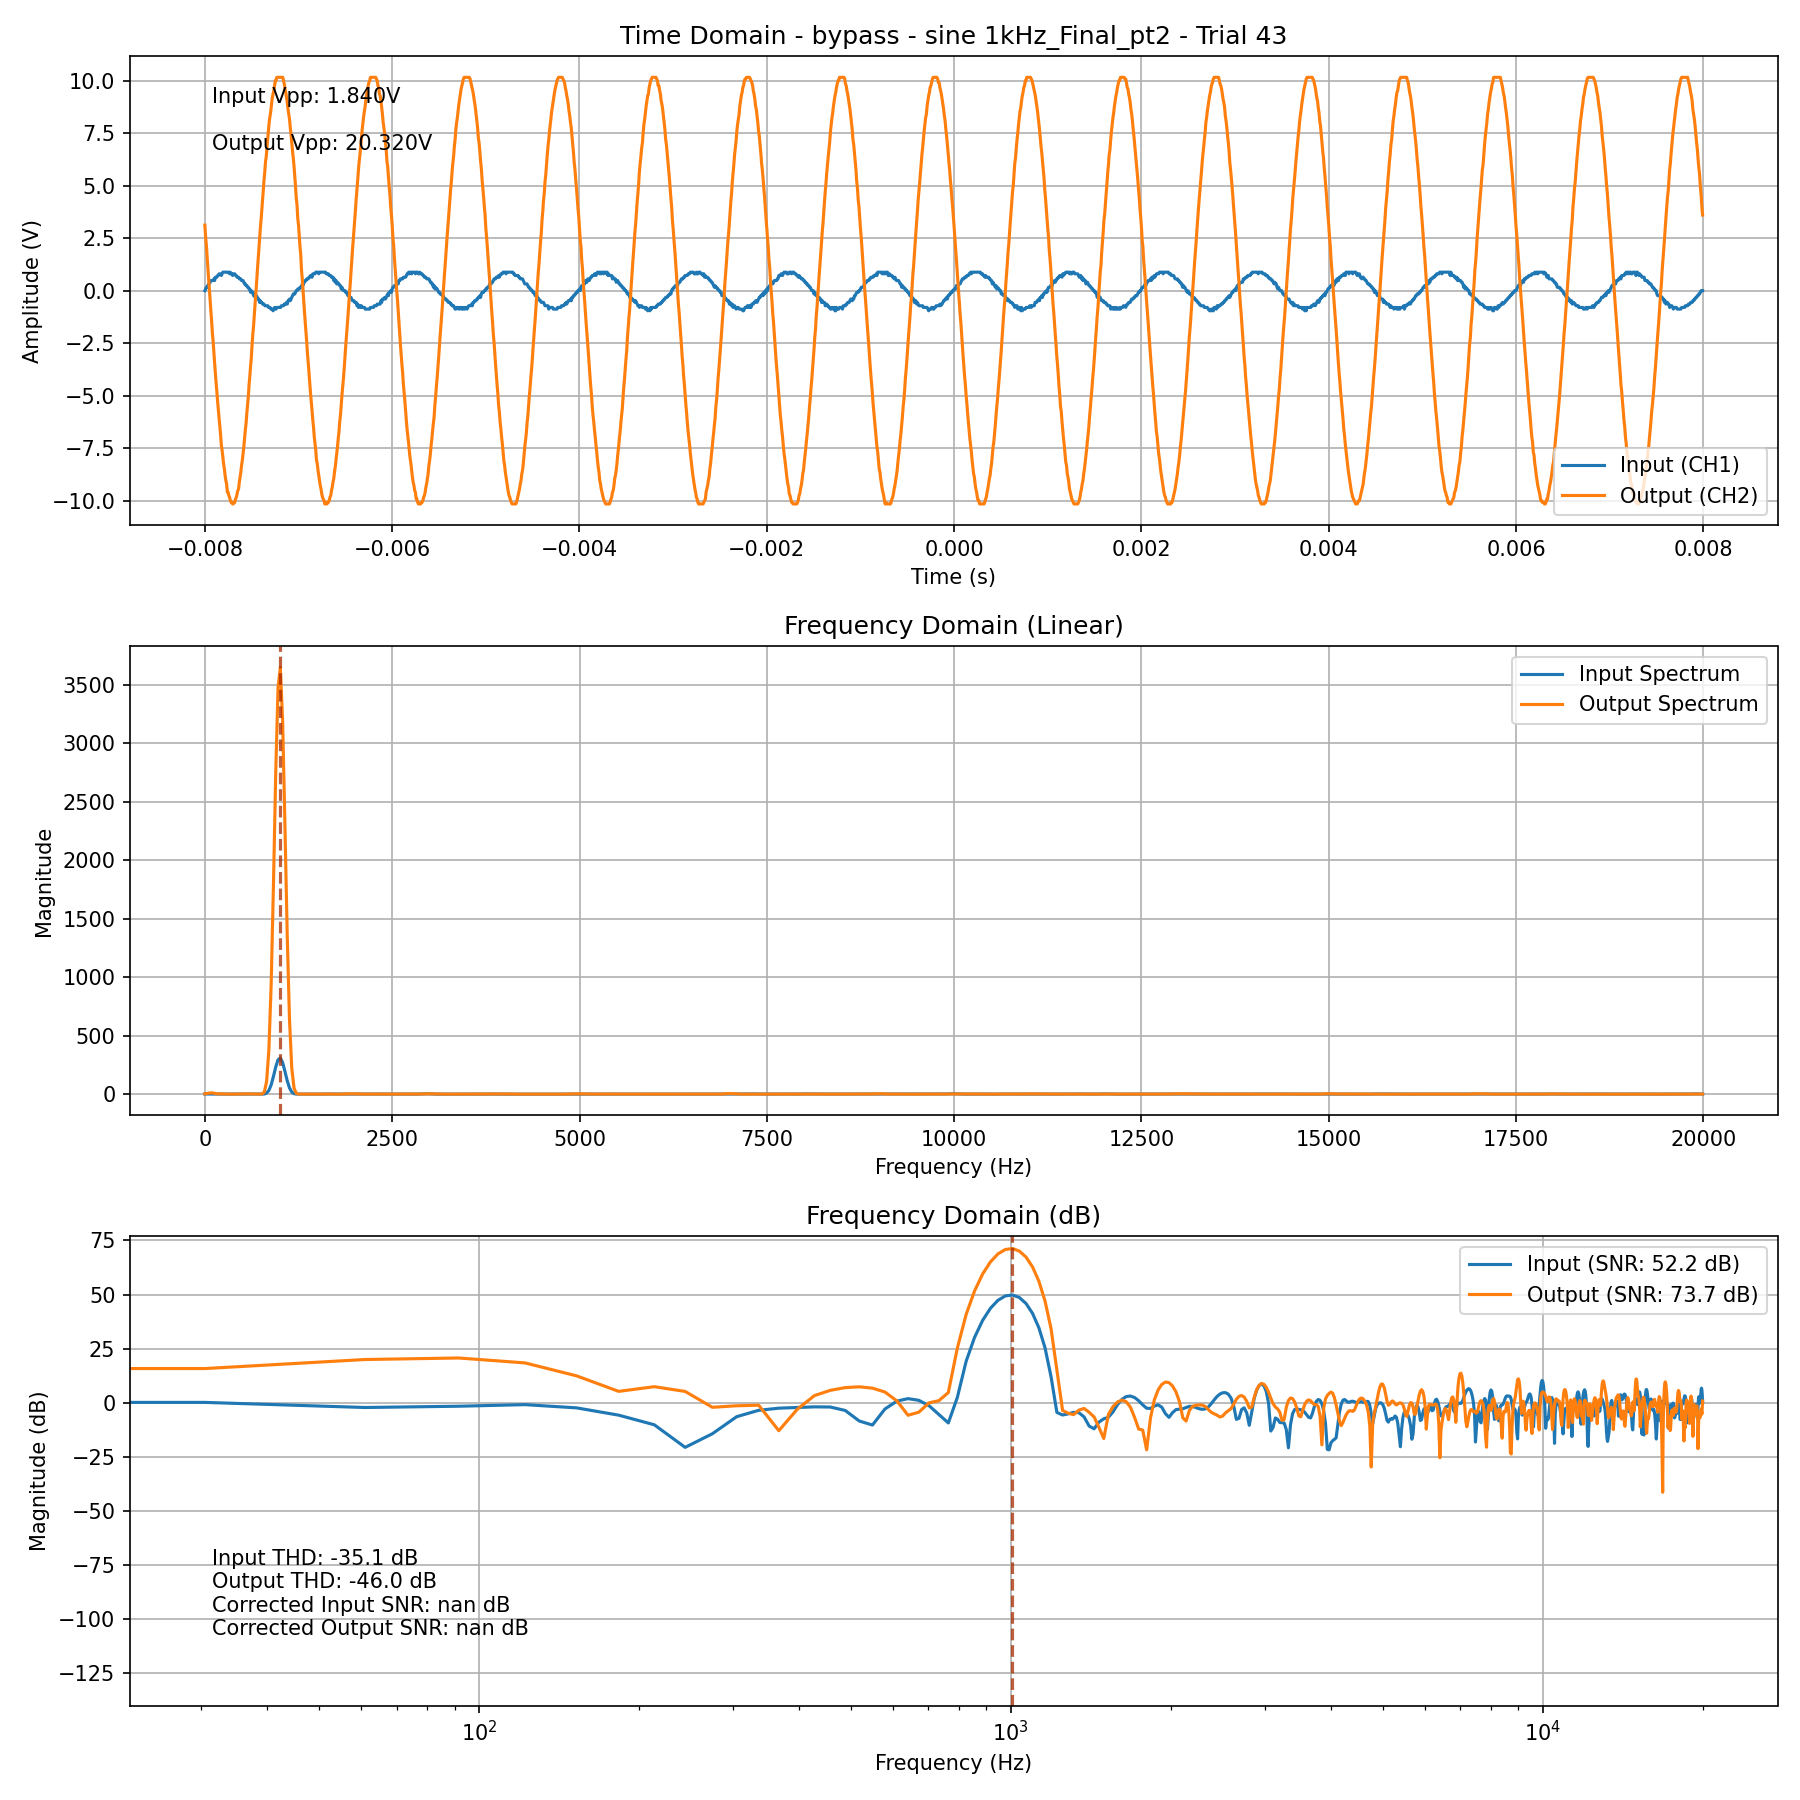 Time Domain - bypass - sine 1kHz_Final_pt2 - Trial 43
Amplitude (V)
10.0
7.5
5.0
2.5
0.0
−2.5
−5.0
−7.5
−10.0
Input Vpp: 1.840V
Output Vpp: 20.320V
Input (CH1)
Output (CH2)
−0.008 −0.006 −0.004 −0.002 0.000 0.002 0.004 0.006 0.008
Time (s)
Frequency Domain (Linear)
Magnitude
3500
3000
2500
2000
1500
1000
500
0
Input Spectrum
Output Spectrum
0 2500 5000 7500 10000 12500 15000 17500 20000
Frequency (Hz)
Frequency Domain (dB)
Magnitude (dB)
75
50
25
0
−25
−50
−75
−100
−125
Input (SNR: 52.2 dB)
Output (SNR: 73.7 dB)
Input THD: -35.1 dB
Output THD: -46.0 dB
Corrected Input SNR: nan dB
Corrected Output SNR: nan dB
10² 10³ 10⁴
Frequency (Hz)